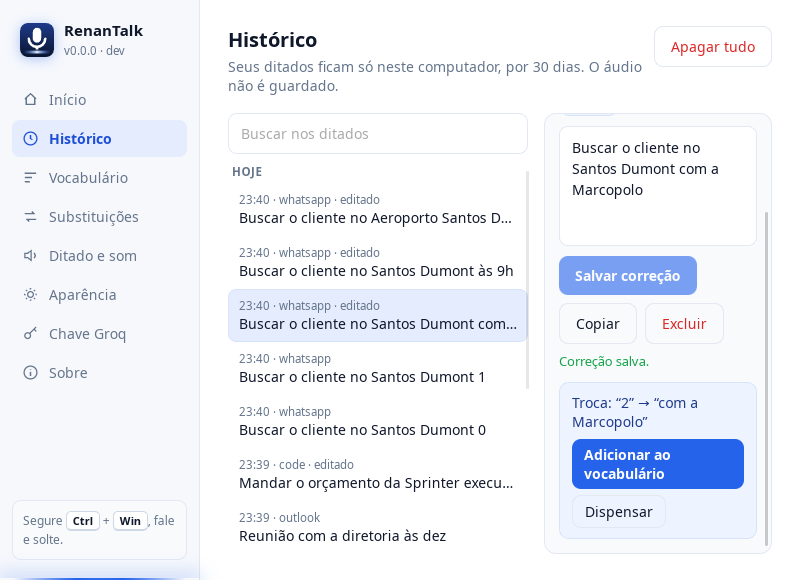 RenanTalk
v0.0.0 · dev
Início
Histórico
Vocabulário
Substituições
Ditado e som
Aparência
Chave Groq
Sobre
Segure Ctrl + Win, fale
e solte.
Histórico
Seus ditados ficam só neste computador, por 30 dias. O áudio
não é guardado.
Apagar tudo
Buscar nos ditados
HOJE
23:40 · whatsapp · editado
Buscar o cliente no Aeroporto Santos D…
23:40 · whatsapp · editado
Buscar o cliente no Santos Dumont às 9h
23:40 · whatsapp · editado
Buscar o cliente no Santos Dumont com…
23:40 · whatsapp
Buscar o cliente no Santos Dumont 1
23:40 · whatsapp
Buscar o cliente no Santos Dumont 0
23:39 · code · editado
Mandar o orçamento da Sprinter execu…
23:39 · outlook
Reunião com a diretoria às dez
Buscar o cliente no
Santos Dumont com a
Marcopolo
Salvar correção
Copiar
Excluir
Correção salva.
Troca: “2” → “com a
Marcopolo”
Adicionar ao
vocabulário
Dispensar